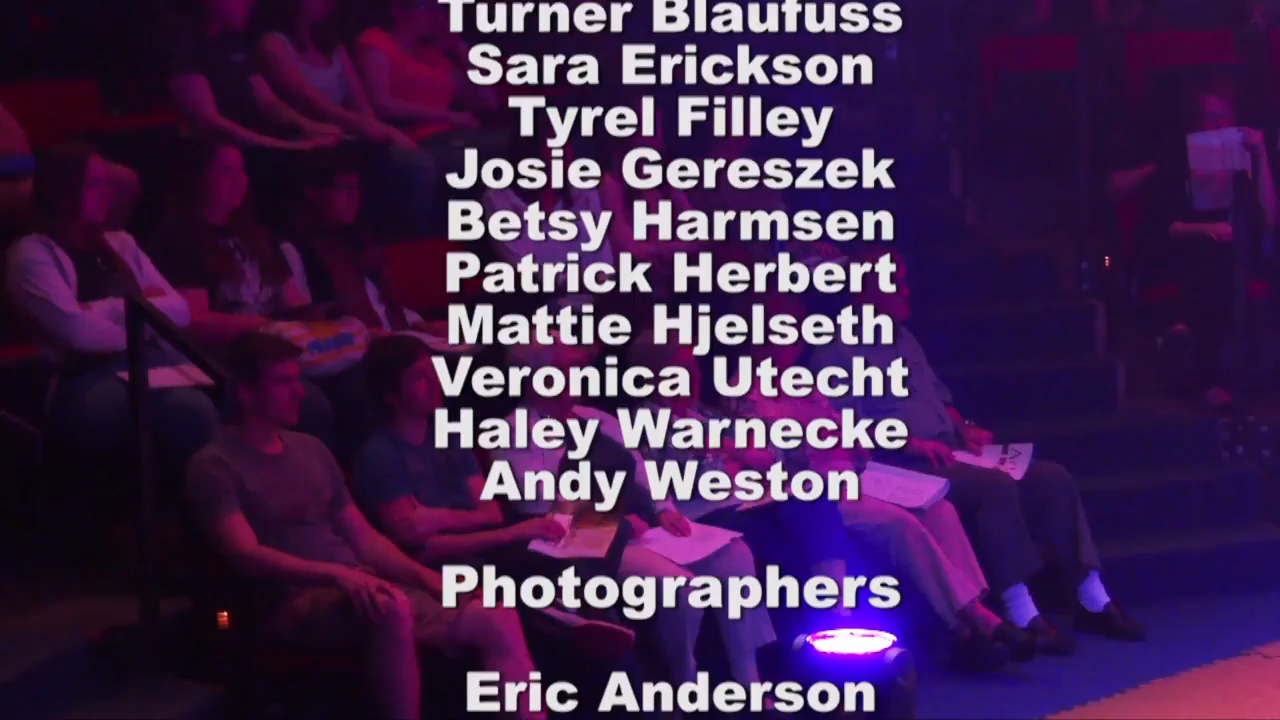 Turner Blaufuss
Sara Erickson
Tyrel Filley
Josie Gereszek
Betsy Harmsen
Patrick Herbert
Mattie Hjelseth
Veronica Utecht
Haley Warnecke
Andy Weston
Photographers
Eric Anderson